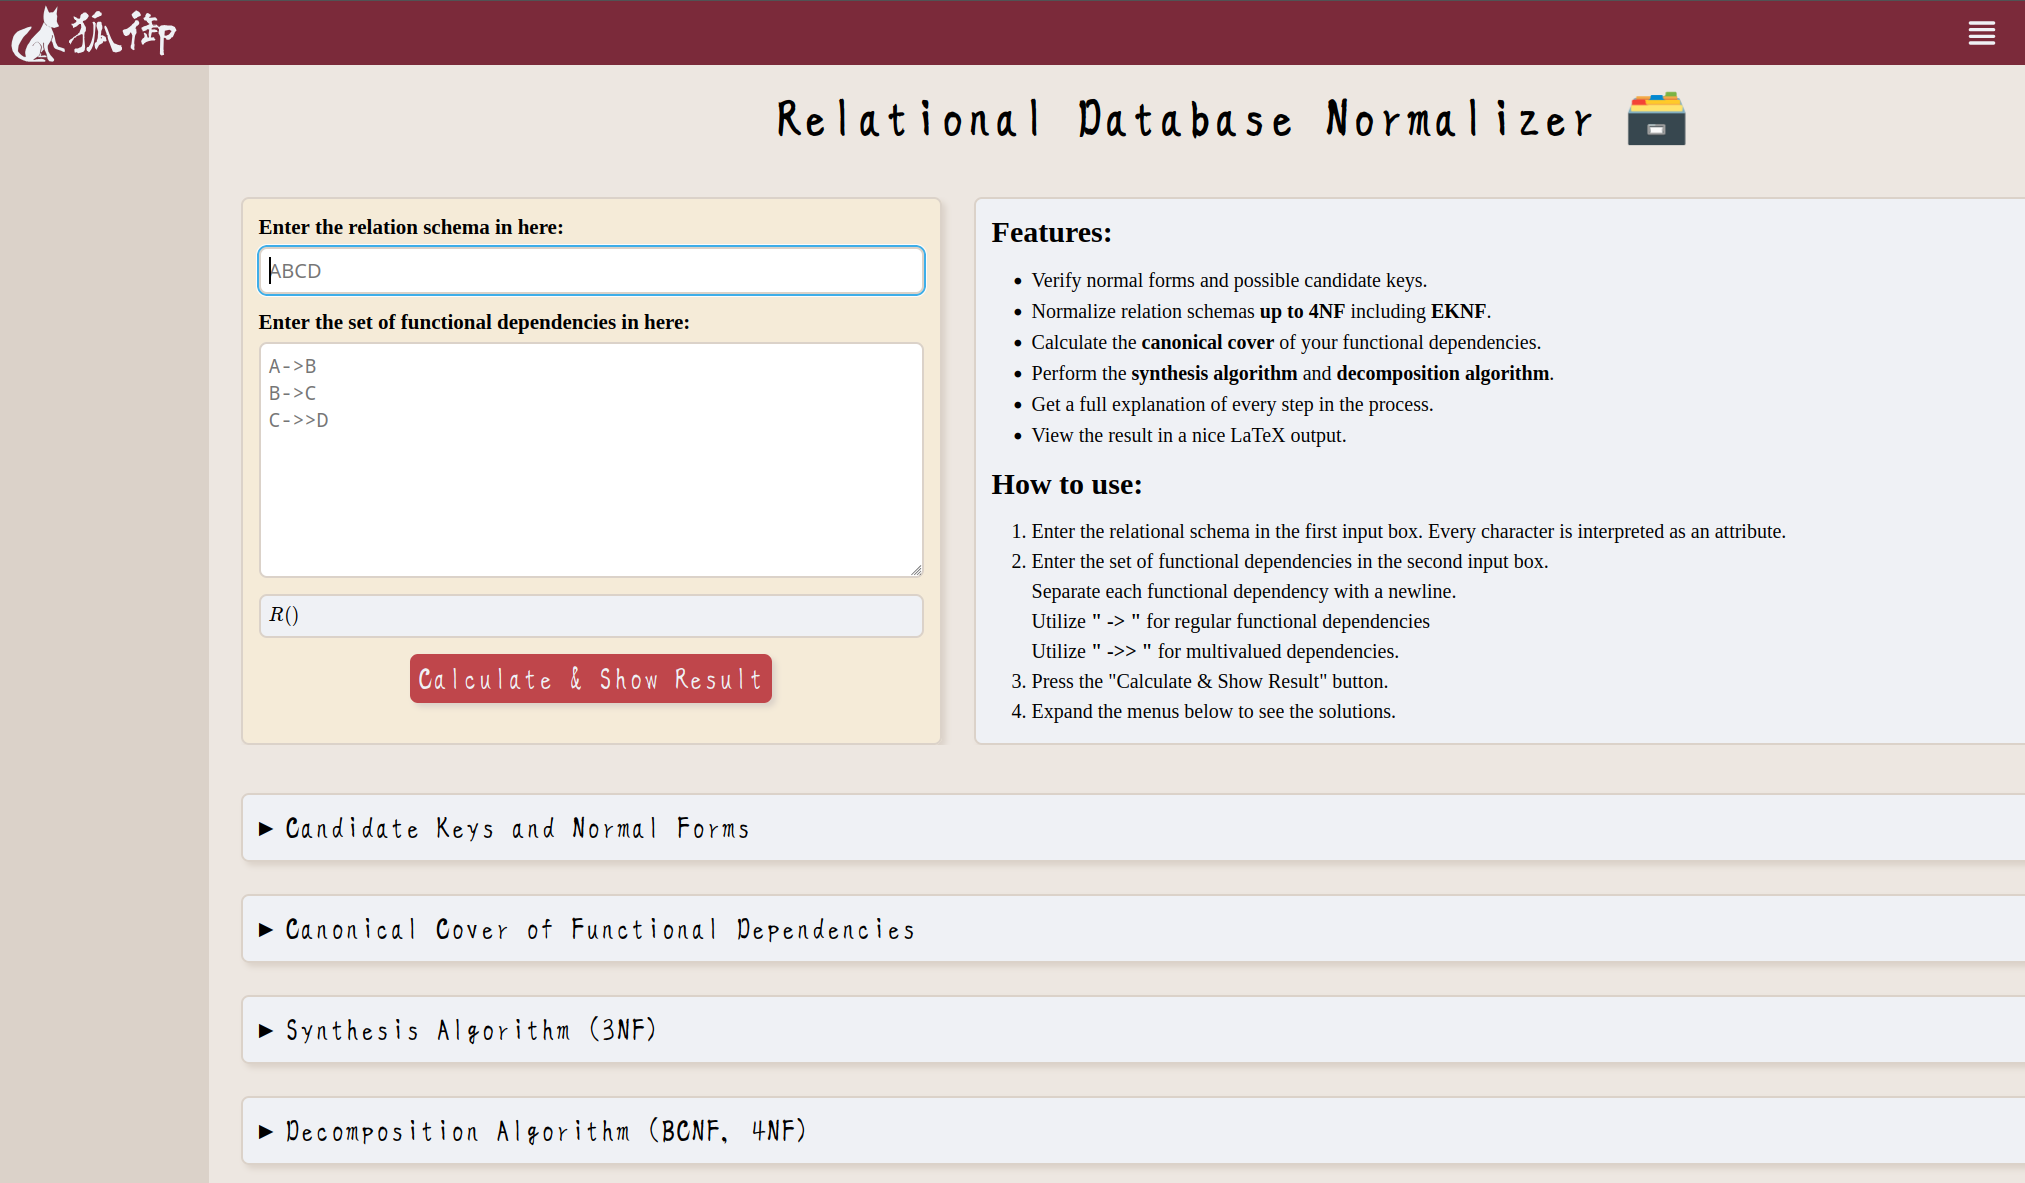 狐御
Relational Database Normalizer
Enter the relation schema in here:
ABCD
Enter the set of functional dependencies in here:
A->B
B->C
C->>D
R()
Calculate & Show Result
Features:
• Verify normal forms and possible candidate keys.
• Normalize relation schemas up to 4NF including EKNF.
• Calculate the canonical cover of your functional dependencies.
• Perform the synthesis algorithm and decomposition algorithm.
• Get a full explanation of every step in the process.
• View the result in a nice LaTeX output.
How to use:
1. Enter the relational schema in the first input box. Every character is interpreted as an attribute.
2. Enter the set of functional dependencies in the second input box.
Separate each functional dependency with a newline.
Utilize " -> " for regular functional dependencies
Utilize " ->> " for multivalued dependencies.
3. Press the "Calculate & Show Result" button.
4. Expand the menus below to see the solutions.
▶ Candidate Keys and Normal Forms
▶ Canonical Cover of Functional Dependencies
▶ Synthesis Algorithm (3NF)
▶ Decomposition Algorithm (BCNF, 4NF)